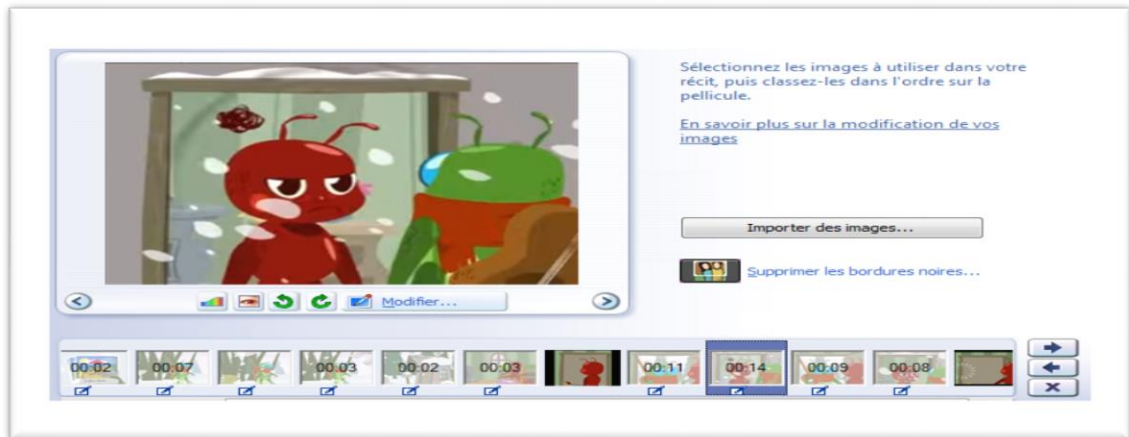 Sélectionnez les images à utiliser dans votre
récit, puis classez-les dans l'ordre sur la
pellicule.
En savoir plus sur la modification de vos
images
Importer des images...
Supprimer les bordures noires...
Modifier...
00:02 00:07 00:03 00:02 00:03 00:11 00:14 00:09 00:08